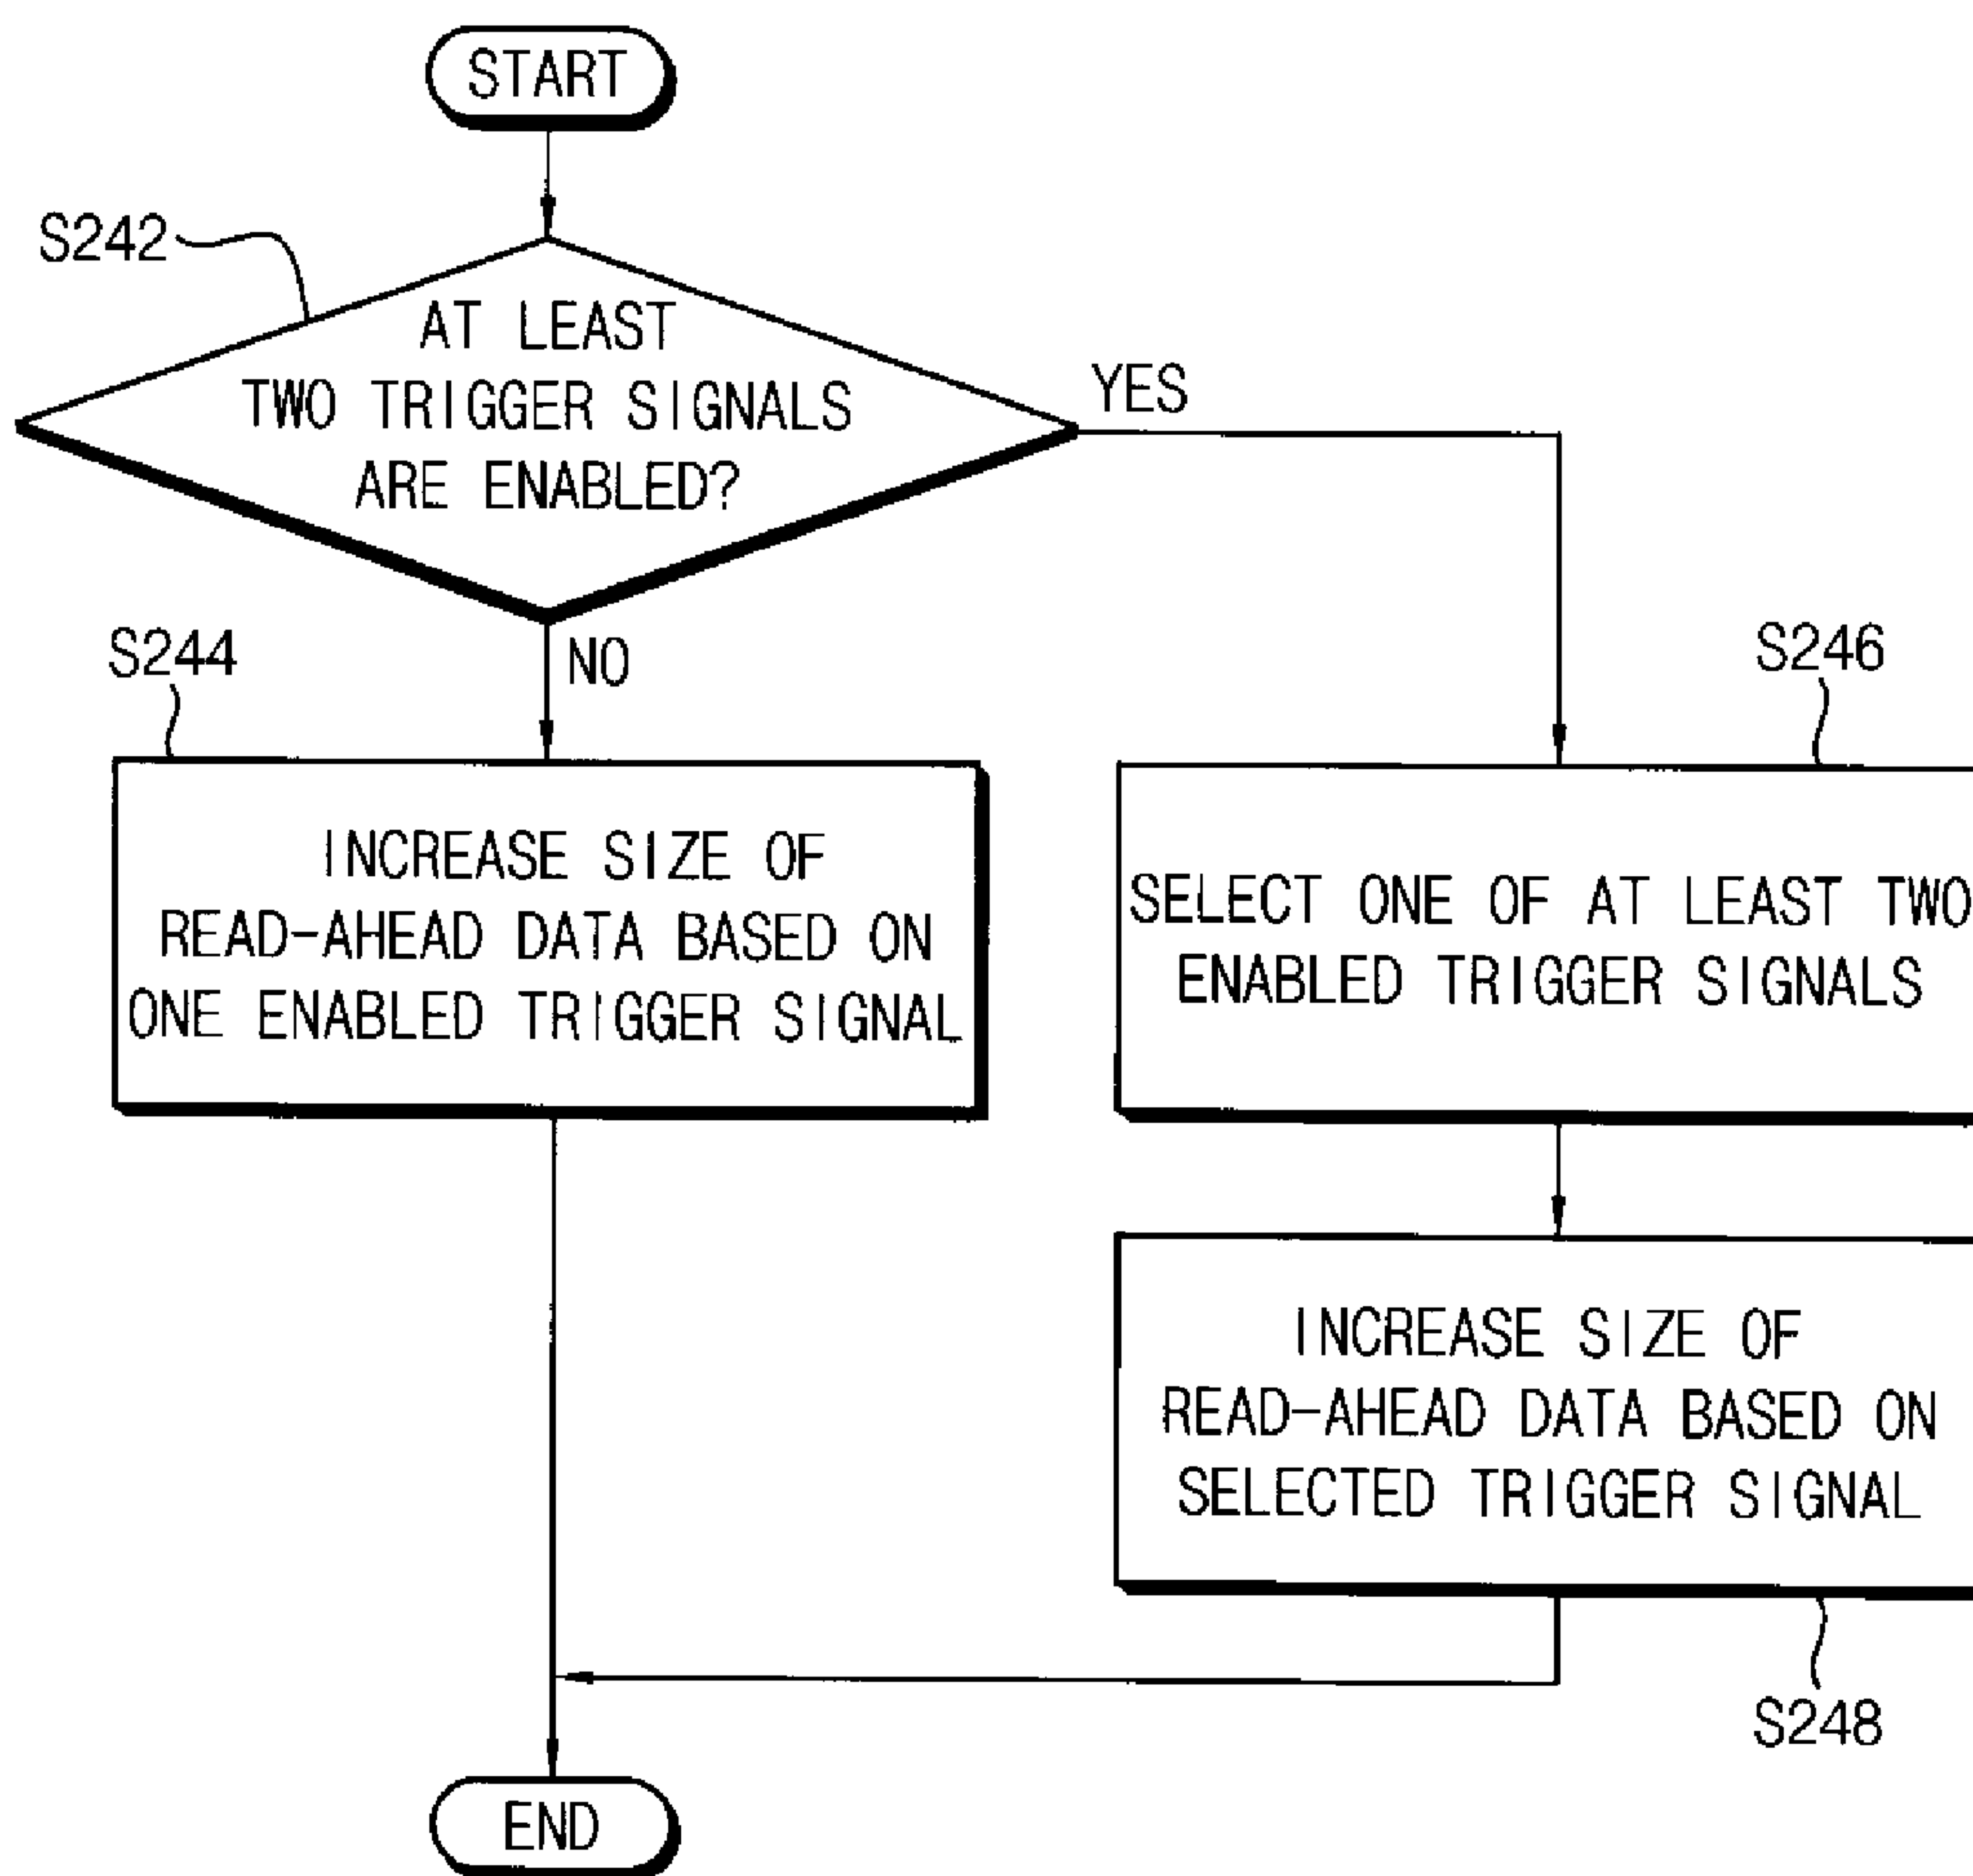 START
S242
AT LEAST
TWO TRIGGER SIGNALS
ARE ENABLED?
YES
NO
S244
INCREASE SIZE OF
READ-AHEAD DATA BASED ON
ONE ENABLED TRIGGER SIGNAL
S246
SELECT ONE OF AT LEAST TWO
ENABLED TRIGGER SIGNALS
INCREASE SIZE OF
READ-AHEAD DATA BASED ON
SELECTED TRIGGER SIGNAL
S248
END